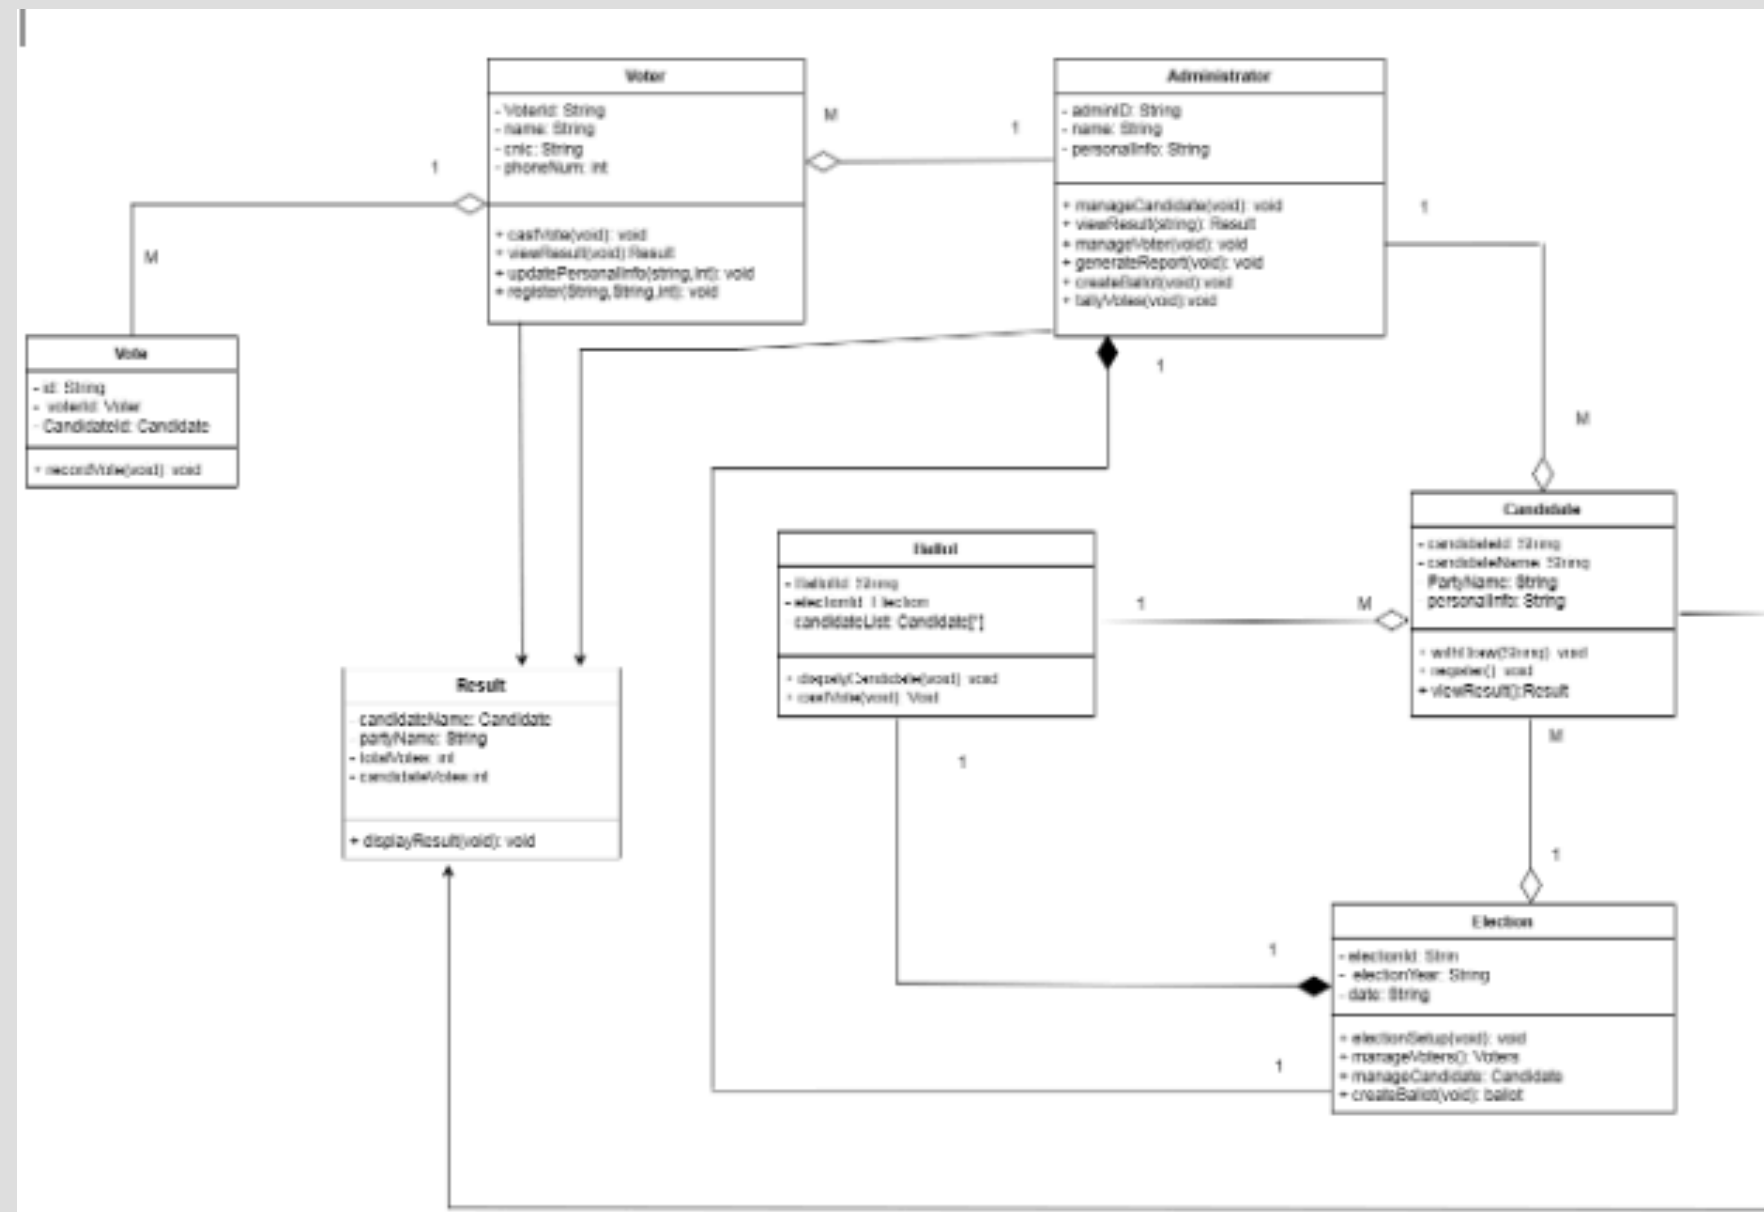 Voter
- VoterId: String
- name: String
- cnic: String
- phoneNum: int
+ castVote(void): void
+ viewResult(void):Result
+ updatePersonalInfo(string,int): void
+ register(String,String,int): void
M
1
Administrator
- adminID: String
- name: String
- personalInfo: String
+ manageCandidate(void): void
+ viewResult(string): Result
+ manageVoter(void): void
+ generateReport(void): void
+ createBallot(void):void
+ tallyVotes(void):void
1
M
1
M
1
Vote
- id: String
- voterId: Voter
- CandidateId: Candidate
+ recordVote(void): void
Candidate
- candidateId: String
- candidateName: String
PartyName: String
personalInfo: String
+ withDraw(String): void
+ register(): void
+ viewResult():Result
Ballot
- BallotId: String
- electionId: Election
candidateList: Candidate[*]
+ castVote(void): Void
1
M
1
M
1
Result
- candidateName: Candidate
- partyName: String
- totalVotes: int
- candidateVotes:int
+ displayResult(void): void
Election
- electionId: Strin
- electionYear: String
- date: String
+ electionSetup(void): void
+ manageVoters(): Voters
+ manageCandidate: Candidate
+ createBallot(void): ballot
1
1